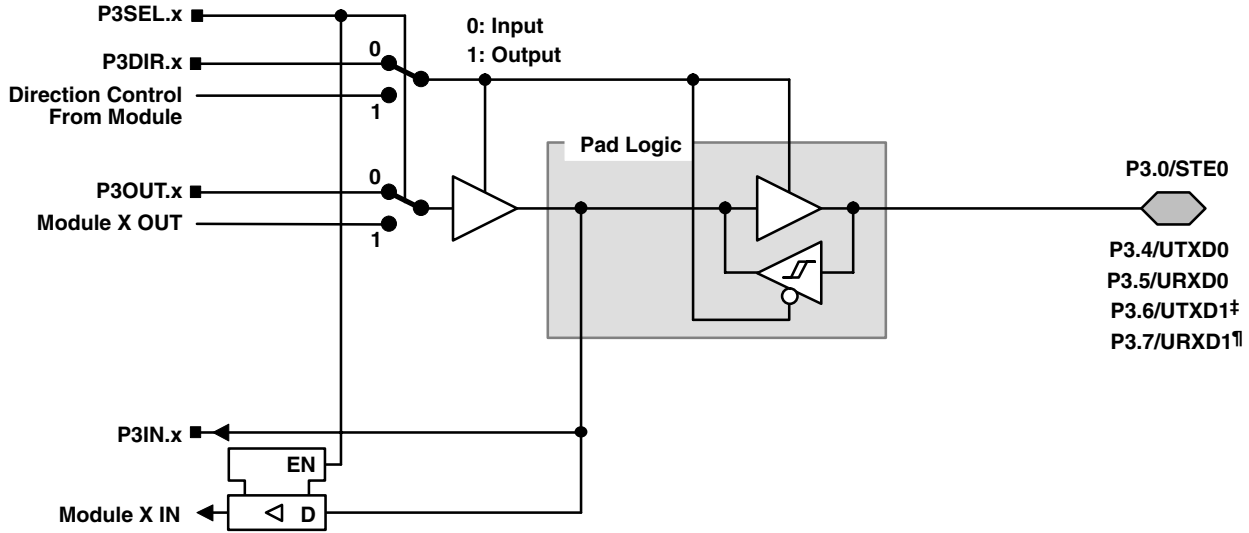 P3SEL.x
0: Input
1: Output
P3DIR.x
0
Direction Control
From Module
1
Pad Logic
P3.0/STE0
P3OUT.x
0
Module X OUT
1
P3.4/UTXD0
P3.5/URXD0
P3.6/UTXD1‡
P3.7/URXD1¶
P3IN.x
EN
Module X IN
D